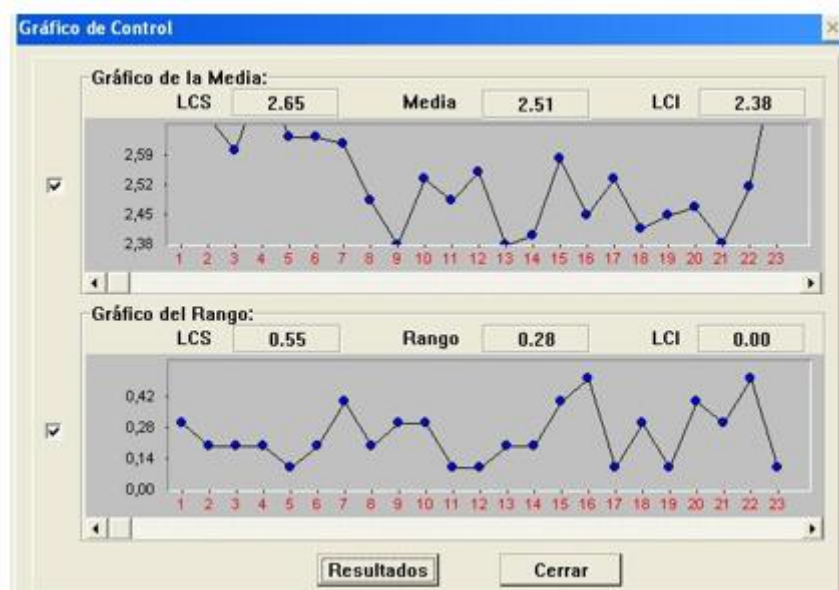 Gráfico de Control
Gráfico de la Media:
LCS 2.65 Media 2.51 LCI 2.38
2,59
2,52
2,45
2,38
1 2 3 4 5 6 7 8 9 10 11 12 13 14 15 16 17 18 19 20 21 22 23
Gráfico del Rango:
LCS 0.55 Rango 0.28 LCI 0.00
0,42
0,28
0,14
0,00
1 2 3 4 5 6 7 8 9 10 11 12 13 14 15 16 17 18 19 20 21 22 23
Resultados Cerrar